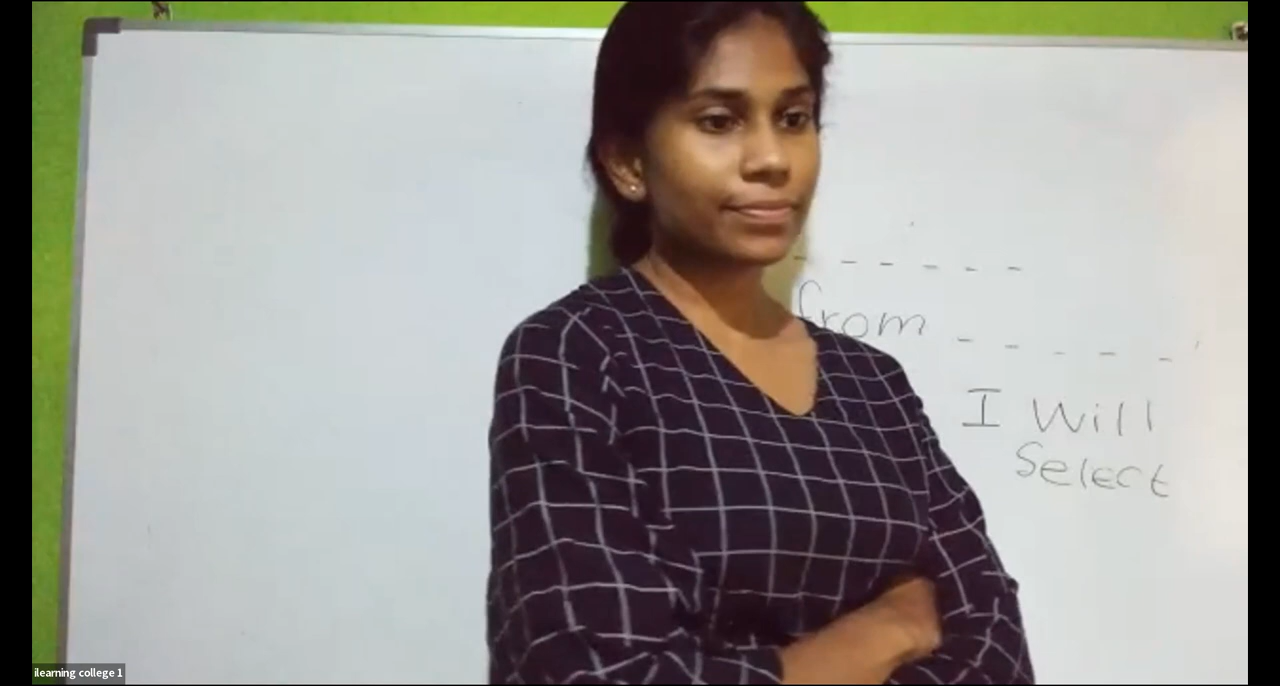 - - - - - -
from - - - - -
I Will
Select
ilearning college 1